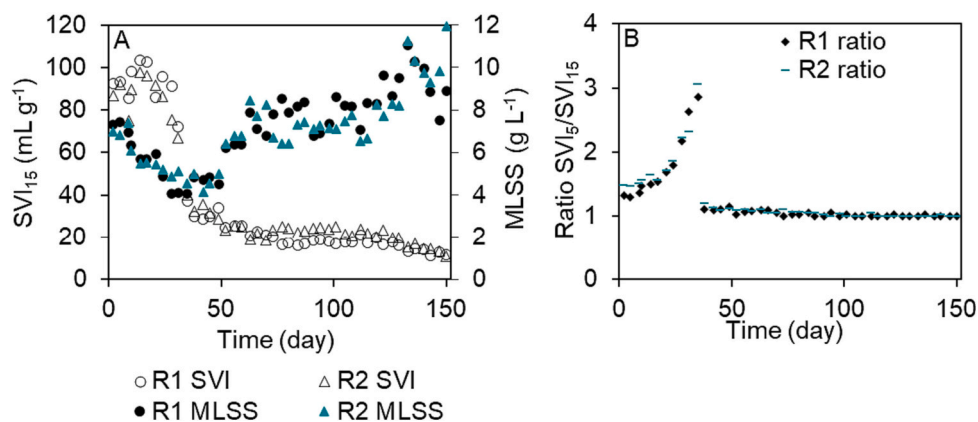 A
120
100
80
60
40
20
0
SVI₁₅ (mL g⁻¹)
12
10
8
6
4
2
0
MLSS (g L⁻¹)
0 50 100 150
Time (day)
○ R1 SVI △ R2 SVI
● R1 MLSS ▲ R2 MLSS
B
R1 ratio
R2 ratio
4
3
2
1
0
Ratio SVI₅/SVI₁₅
50 100 150
Time (day)